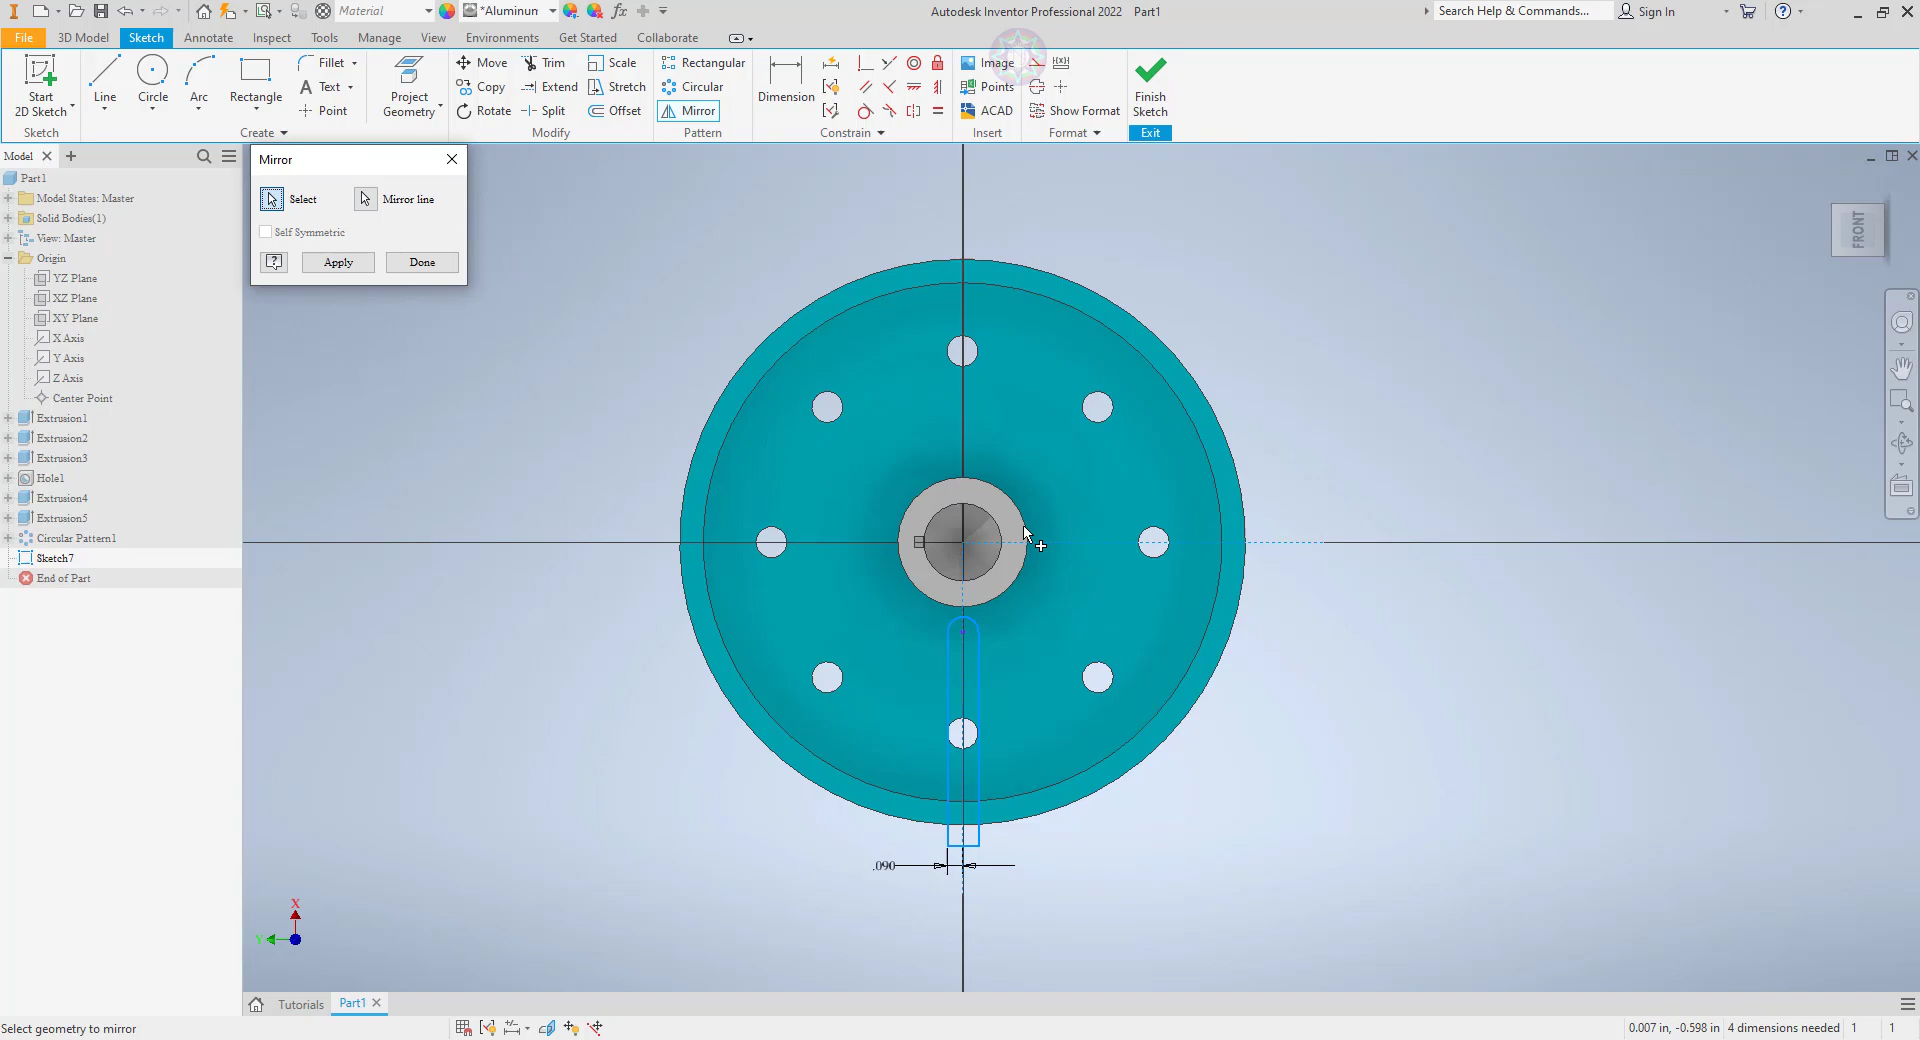 Material
*Aluminum
Autodesk Inventor Professional 2022 Part1
Search Help & Commands...
Sign In
File
3D Model
Sketch
Annotate
Inspect
Tools
Manage
View
Environments
Get Started
Collaborate
Start
2D Sketch
Line
Circle
Arc
Rectangle
Fillet
Text
Point
Project
Geometry
Move
Copy
Rotate
Trim
Extend
Split
Scale
Stretch
Offset
Rectangular
Circular
Mirror
Dimension
Image
Points
ACAD
Show Format
Finish
Sketch
Sketch
Create
Modify
Pattern
Constrain
Insert
Format
Exit
Model
Part1
Model States: Master
Solid Bodies(1)
View: Master
Origin
YZ Plane
XZ Plane
XY Plane
X Axis
Y Axis
Z Axis
Center Point
Extrusion1
Extrusion2
Extrusion3
Hole1
Extrusion4
Extrusion5
Circular Pattern1
Sketch7
End of Part
Mirror
Select
Mirror line
Self Symmetric
Apply
Done
FRONT
.090
X
Y
Tutorials
Part1
Select geometry to mirror
0.007 in, -0.598 in
4 dimensions needed
1
1